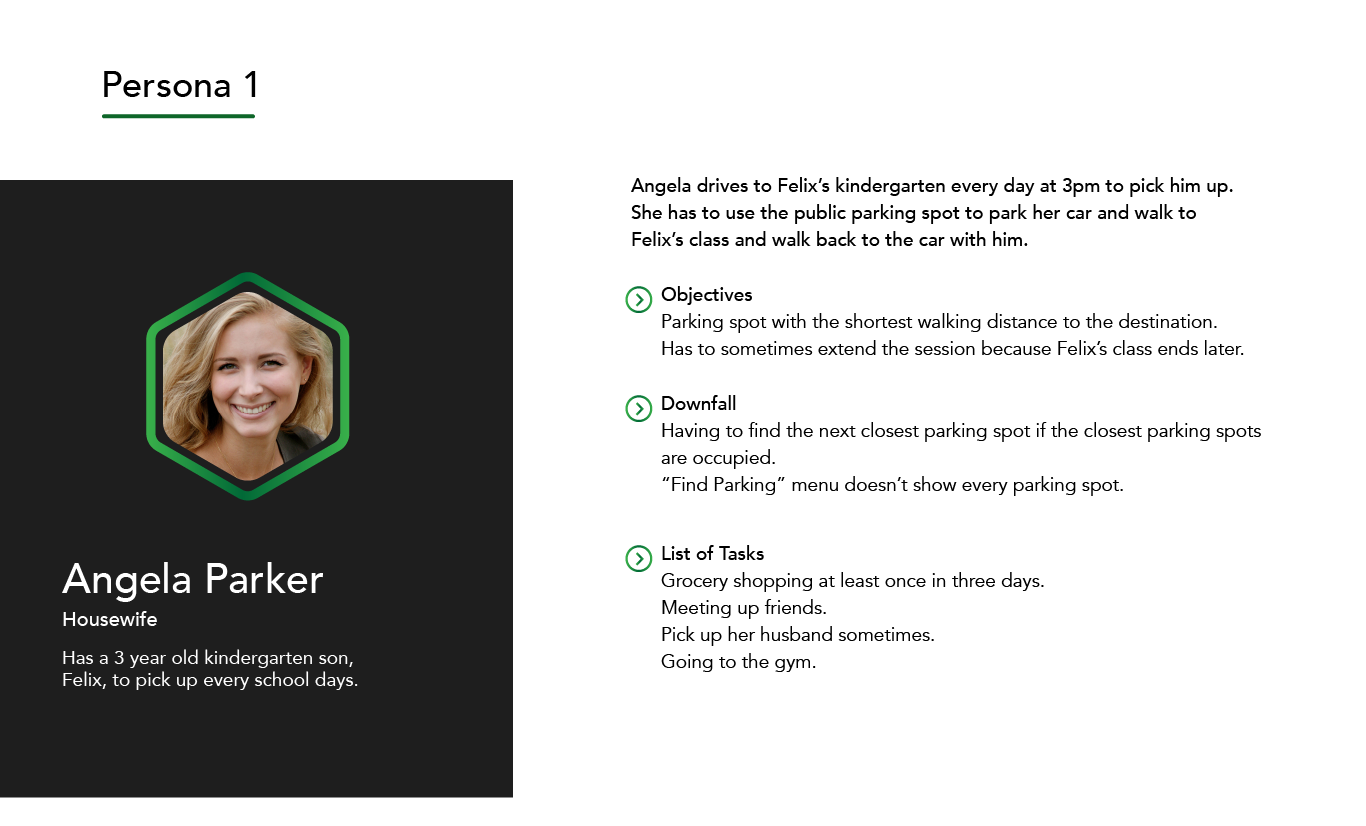 Persona 1
Angela Parker
Housewife
Has a 3 year old kindergarten son,
Felix, to pick up every school days.
Angela drives to Felix’s kindergarten every day at 3pm to pick him up.
She has to use the public parking spot to park her car and walk to
Felix’s class and walk back to the car with him.
Objectives
Parking spot with the shortest walking distance to the destination.
Has to sometimes extend the session because Felix’s class ends later.
Downfall
Having to find the next closest parking spot if the closest parking spots
are occupied.
“Find Parking” menu doesn’t show every parking spot.
List of Tasks
Grocery shopping at least once in three days.
Meeting up friends.
Pick up her husband sometimes.
Going to the gym.